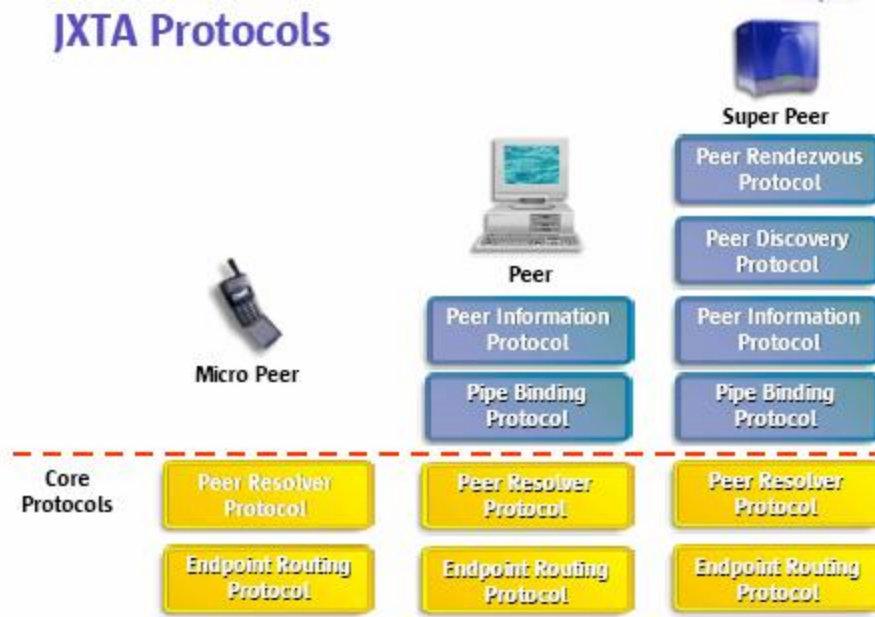 JXTA Protocols
Super Peer
Peer Rendezvous
Protocol
Peer Discovery
Protocol
Peer
Peer Information
Protocol
Peer Information
Protocol
Micro Peer
Pipe Binding
Protocol
Pipe Binding
Protocol
Core
Protocols
Peer Resolver
Protocol
Peer Resolver
Protocol
Peer Resolver
Protocol
Endpoint Routing
Protocol
Endpoint Routing
Protocol
Endpoint Routing
Protocol